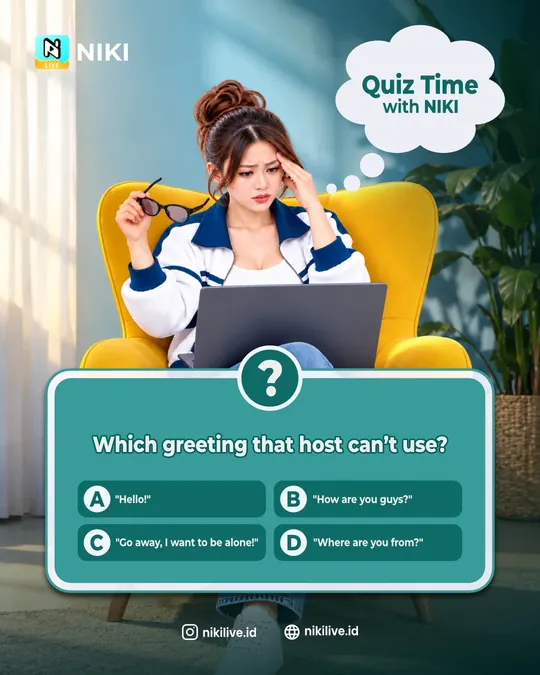 NIKI
LIVE
Quiz Time
with NIKI
?
Which greeting that host can’t use?
A "Hello!"
B "How are you guys?"
C "Go away, I want to be alone!"
D "Where are you from?"
nikilive.id
nikilive.id